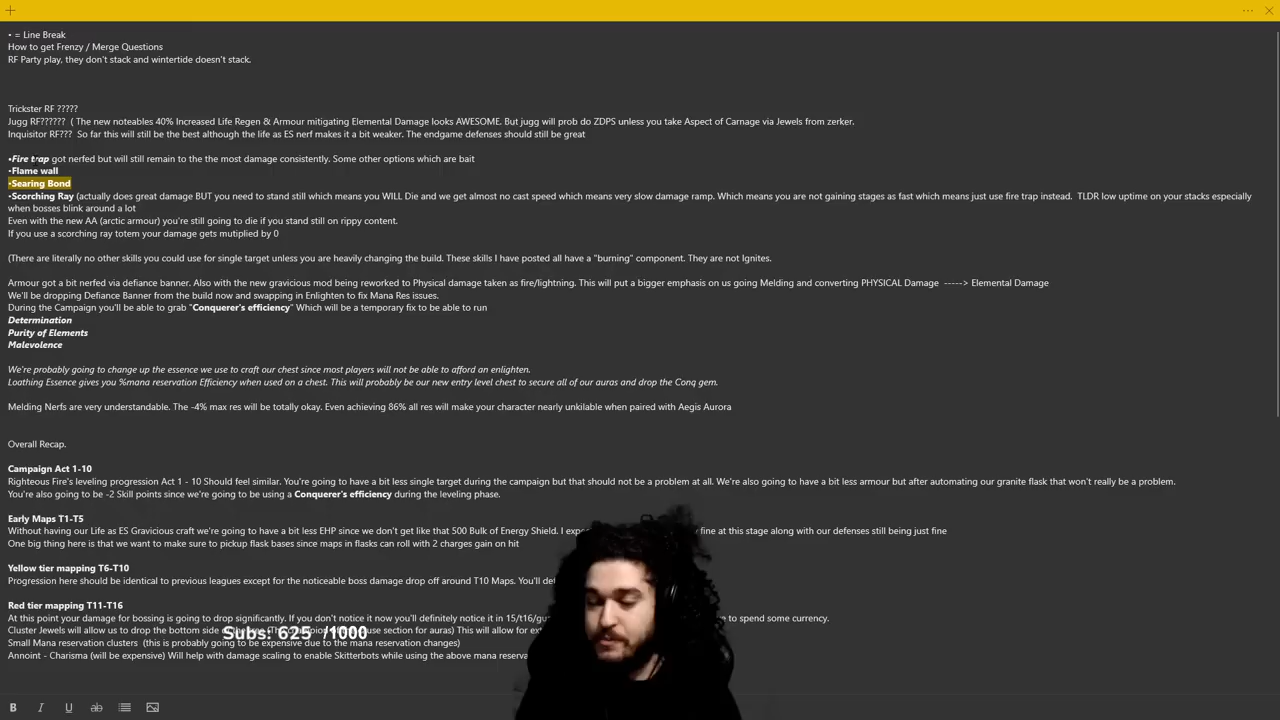 • = Line Break
How to get Frenzy / Merge Questions
RF Party play, they don't stack and wintertide doesn't stack.
Trickster RF ?????
Jugg RF?????? ( The new noteables 40% Increased Life Regen & Armour mitigating Elemental Damage looks AWESOME. But jugg will prob do ZDPS unless you take Aspect of Carnage via Jewels from zerker.
Inquisitor RF??? So far this will still be the best although the life as ES nerf makes it a bit weaker. The endgame defenses should still be great
•Fire trap got nerfed but will still remain to the the most damage consistently. Some other options which are bait
•Flame wall
•Searing Bond
•Scorching Ray (actually does great damage BUT you need to stand still which means you WILL Die and we get almost no cast speed which means very slow damage ramp. Which means you are not gaining stages as fast which means just use fire trap instead. TLDR low uptime on your stacks especially
when bosses blink around a lot
Even with the new AA (arctic armour) you're still going to die if you stand still on rippy content.
If you use a scorching ray totem your damage gets mutiplied by 0
(There are literally no other skills you could use for single target unless you are heavily changing the build. These skills I have posted all have a "burning" component. They are not Ignites.
Armour got a bit nerfed via defiance banner. Also with the new gravicious mod being reworked to Physical damage taken as fire/lightning. This will put a bigger emphasis on us going Melding and converting PHYSICAL Damage -----> Elemental Damage
We'll be dropping Defiance Banner from the build now and swapping in Enlighten to fix Mana Res issues.
During the Campaign you'll be able to grab "Conquerer's efficiency" Which will be a temporary fix to be able to run
Determination
Purity of Elements
Malevolence
We're probably going to change up the essence we use to craft our chest since most players will not be able to afford an enlighten.
Loathing Essence gives you %mana reservation Efficiency when used on a chest. This will probably be our new entry level chest to secure all of our auras and drop the Conq gem.
Melding Nerfs are very understandable. The -4% max res will be totally okay. Even achieving 86% all res will make your character nearly unkilable when paired with Aegis Aurora
Overall Recap.
Campaign Act 1-10
Righteous Fire's leveling progression Act 1 - 10 Should feel similar. You're going to have a bit less single target during the campaign but that should not be a problem at all. We're also going to have a bit less armour but after automating our granite flask that won't really be a problem.
You're also going to be -2 Skill points since we're going to be using a Conquerer's efficiency during the leveling phase.
Early Maps T1-T5
Without having our Life as ES Gravicious craft we're going to have a bit less EHP since we don't get like that 500 Bulk of Energy Shield. I fine at this stage along with our defenses still being just fine
One big thing here is that we want to make sure to pickup flask bases since maps in flasks can roll with 2 charges gain on hit
Yellow tier mapping T6-T10
Progression here should be identical to previous leagues except for the noticeable boss damage drop off around T10 Maps. You'll
Red tier mapping T11-T16
At this point your damage for bossing is going to drop significantly. If you don't notice it now you'll definitely notice it in 15/t16/ to spend some currency.
Cluster Jewels will allow us to drop the bottom side use section for auras) This will allow for
Subs: 625 /1000
Small Mana reservation clusters (this is probably going to be expensive due to the mana reservation changes)
Annoint - Charisma (will be expensive) Will help with damage scaling to enable Skitterbots while using the above mana
B I U ab